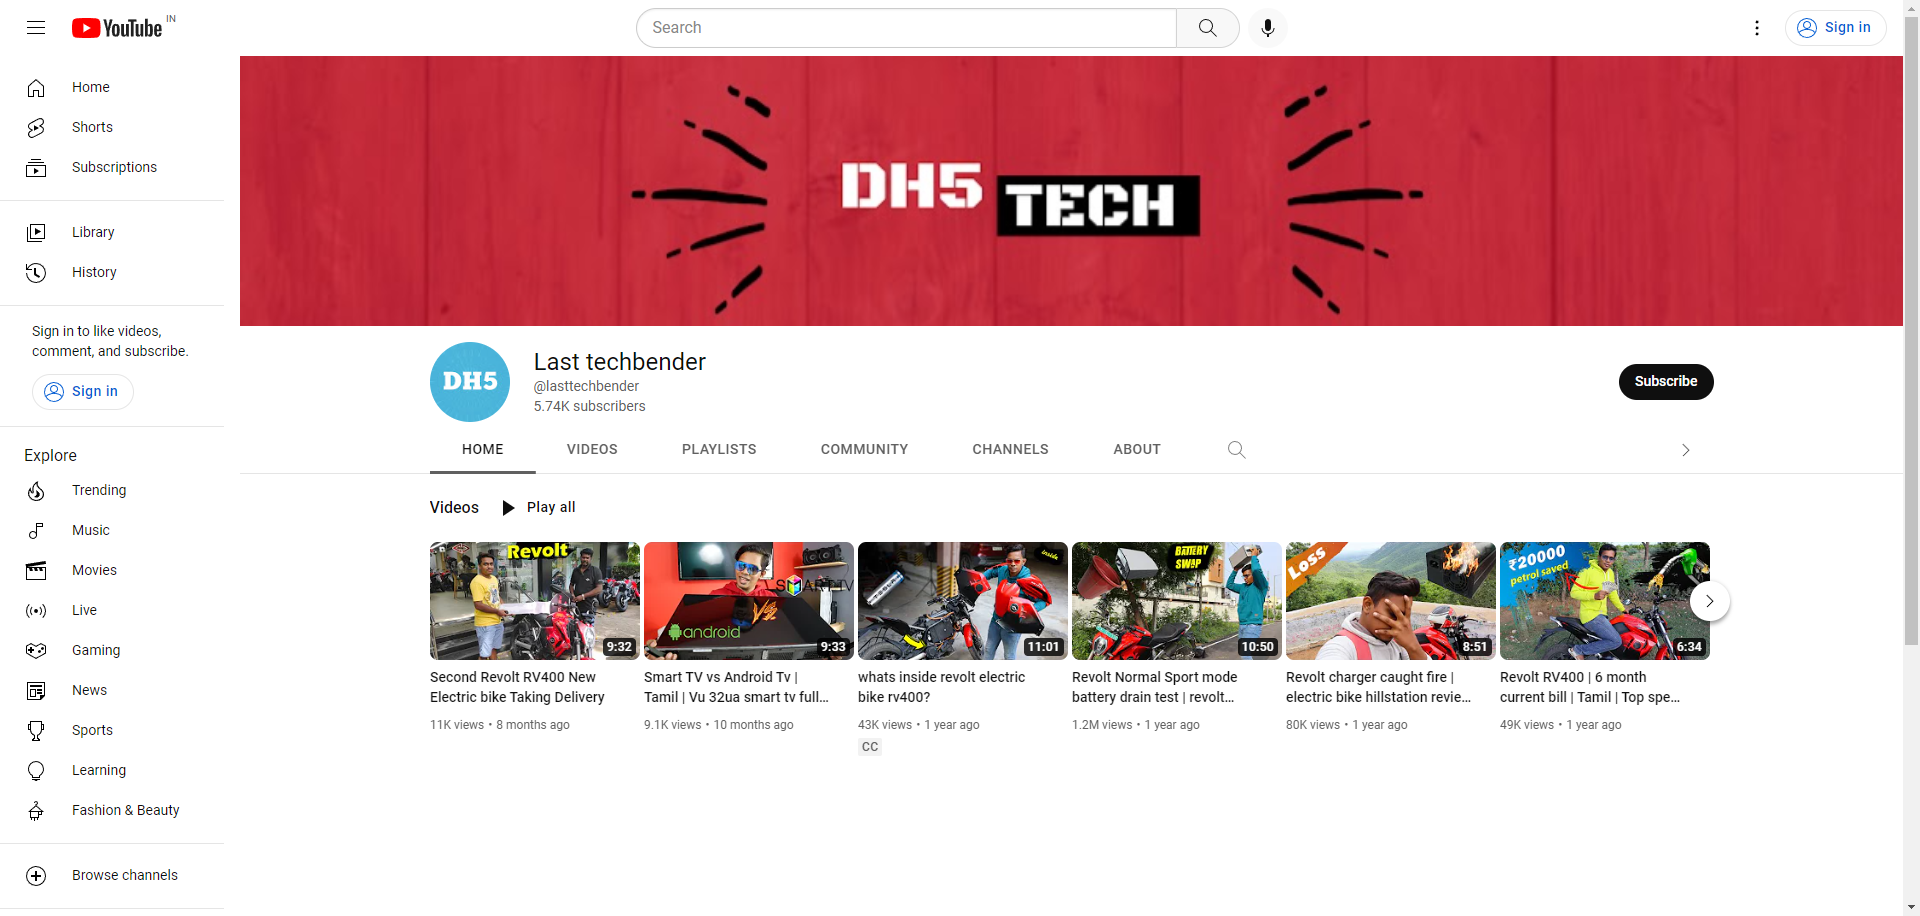 YouTube IN
Search
Sign in
Home
Shorts
Subscriptions
Library
History
Sign in to like videos,
comment, and subscribe.
Sign in
Explore
Trending
Music
Movies
Live
Gaming
News
Sports
Learning
Fashion & Beauty
Browse channels
DH5
TECH
DH5
Last techbender
@lasttechbender
5.74K subscribers
Subscribe
HOME VIDEOS PLAYLISTS COMMUNITY CHANNELS ABOUT
Videos Play all
Revolt
9:32
Second Revolt RV400 New
Electric bike Taking Delivery
11K views • 8 months ago
SMART TV
Vs
android
9:33
Smart TV vs Android Tv |
Tamil | Vu 32ua smart tv full...
9.1K views • 10 months ago
inside
11:01
whats inside revolt electric
bike rv400?
43K views • 1 year ago
CC
BATTERY
SWAP
10:50
Revolt Normal Sport mode
battery drain test | revolt...
1.2M views • 1 year ago
Loss
8:51
Revolt charger caught fire |
electric bike hillstation revie...
80K views • 1 year ago
₹20000
petrol saved
6:34
Revolt RV400 | 6 month
current bill | Tamil | Top spe...
49K views • 1 year ago